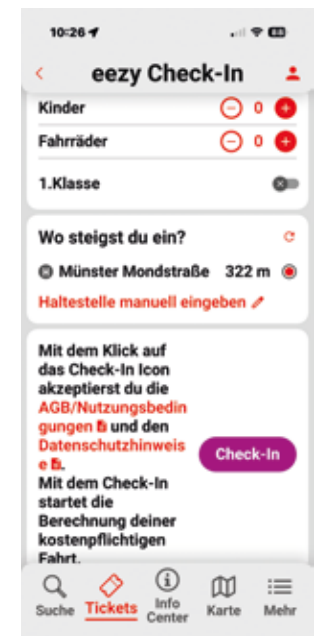 10:26
eezy Check-In
Kinder 0
Fahrräder 0
1.Klasse
Wo steigst du ein?
Münster Mondstraße 322 m
Haltestelle manuell eingeben
Mit dem Klick auf
das Check-In Icon
akzeptierst du die
AGB/Nutzungsbedin
gungen und den
Datenschutzhinweis
e.
Check-In
Mit dem Check-In
startet die
Berechnung deiner
kostenpflichtigen
Fahrt.
Suche Tickets Info Center Karte Mehr